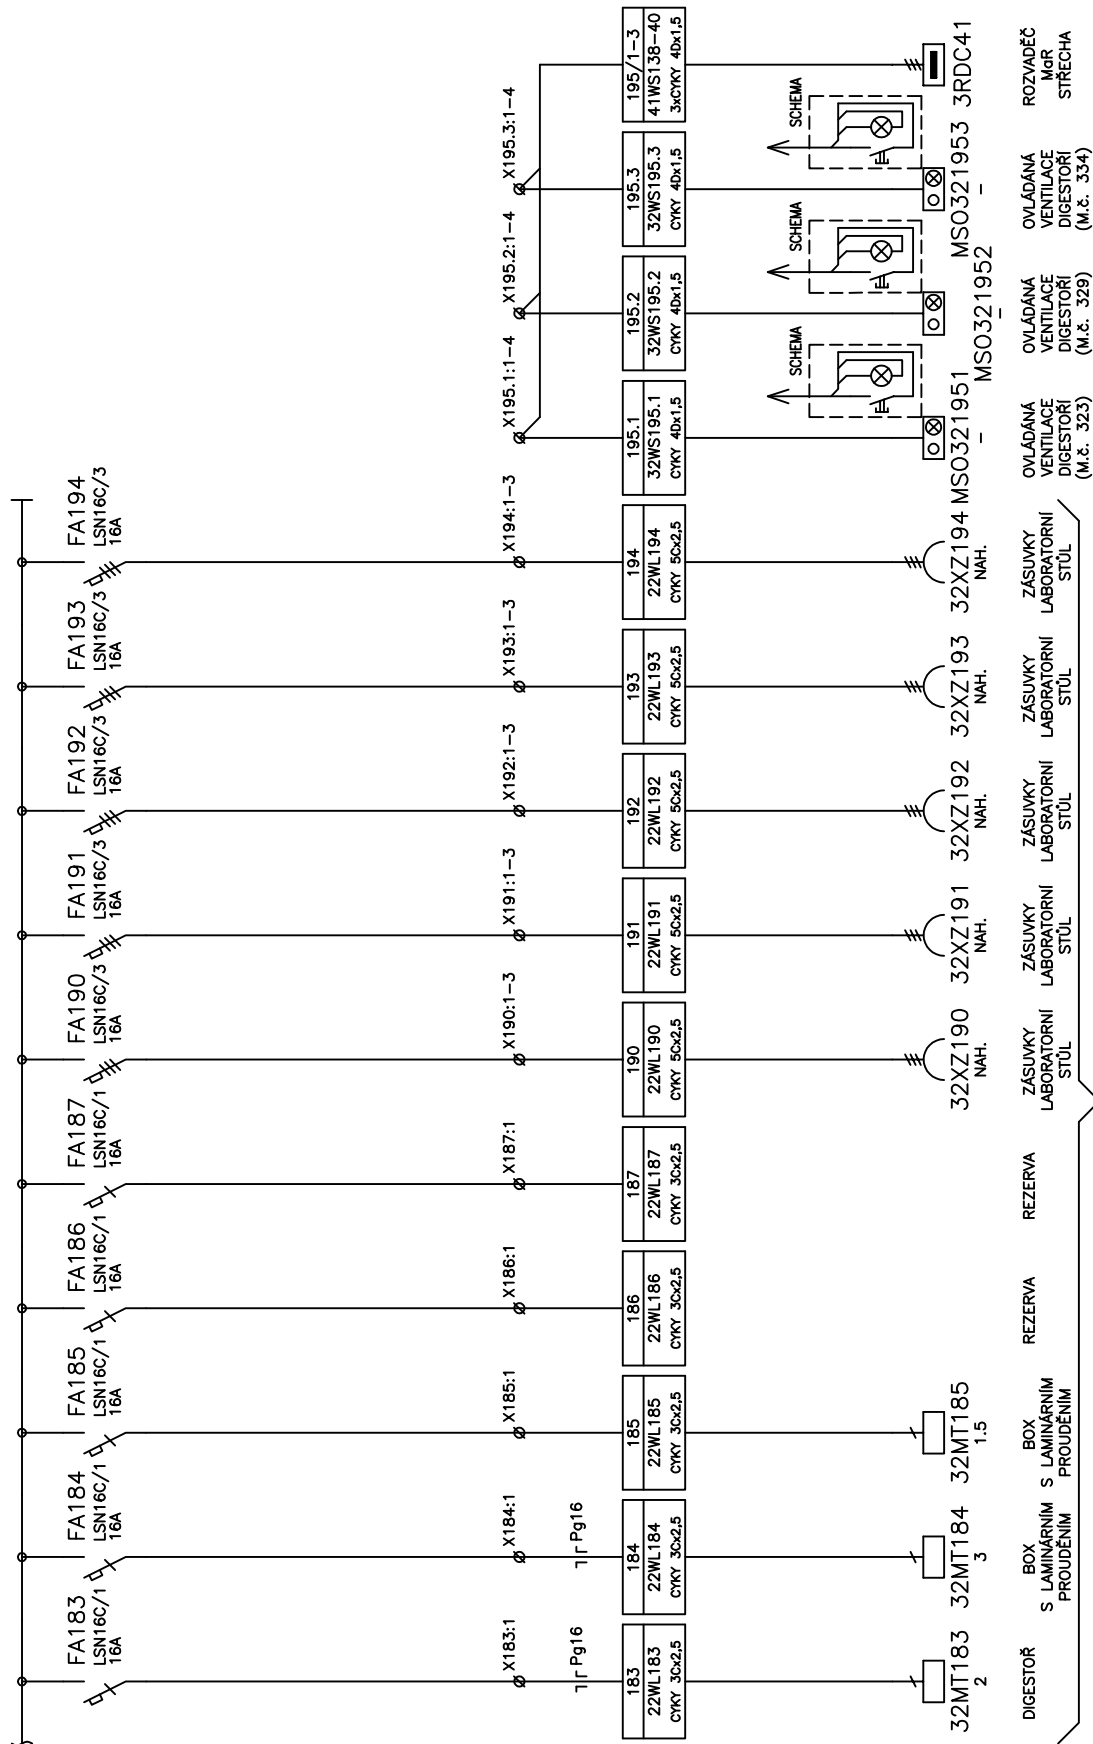 FA183
LSN16C/1
16A
FA184
LSN16C/1
16A
FA185
LSN16C/1
16A
FA186
LSN16C/1
16A
FA187
LSN16C/1
16A
FA190
LSN16C/3
16A
FA191
LSN16C/3
16A
FA192
LSN16C/3
16A
FA193
LSN16C/3
16A
FA194
LSN16C/3
16A
X183:1
X184:1
X185:1
X186:1
X187:1
X190:1-3
X191:1-3
X192:1-3
X193:1-3
X194:1-3
X195.1:1-4
X195.2:1-4
X195.3:1-4
Pg16
Pg16
183
22WL183
CYKY 3Cx2,5
184
22WL184
CYKY 3Cx2,5
185
22WL185
CYKY 3Cx2,5
186
22WL186
CYKY 3Cx2,5
187
22WL187
CYKY 3Cx2,5
190
22WL190
CYKY 5Cx2,5
191
22WL191
CYKY 5Cx2,5
192
22WL192
CYKY 5Cx2,5
193
22WL193
CYKY 5Cx2,5
194
22WL194
CYKY 5Cx2,5
195.1
32WS195.1
CYKY 4Dx1,5
195.2
32WS195.2
CYKY 4Dx1,5
195.3
32WS195.3
CYKY 4Dx1,5
195/1-3
41WS138-40
3xCYKY 4Dx1,5
SCHEMA
SCHEMA
SCHEMA
32MT183
2
32MT184
3
32MT185
1.5
32XZ190
NAH.
32XZ191
NAH.
32XZ192
NAH.
32XZ193
NAH.
32XZ194
NAH.
MS0321951
–
MS0321952
–
MS0321953
–
3RDC41
DIGESTOŘ
BOX
S LAMINÁRNÍM
PROUDĚNÍM
BOX
S LAMINÁRNÍM
PROUDĚNÍM
REZERVA
REZERVA
ZÁSUVKY
LABORATORNÍ
STŮL
ZÁSUVKY
LABORATORNÍ
STŮL
ZÁSUVKY
LABORATORNÍ
STŮL
ZÁSUVKY
LABORATORNÍ
STŮL
ZÁSUVKY
LABORATORNÍ
STŮL
OVLÁDÁNÁ
VENTILACE
DIGESTOŘÍ
(M.č. 323)
OVLÁDÁNÁ
VENTILACE
DIGESTOŘÍ
(M.č. 329)
OVLÁDÁNÁ
VENTILACE
DIGESTOŘÍ
(M.č. 334)
ROZVADĚČ
MaR
STŘECHA